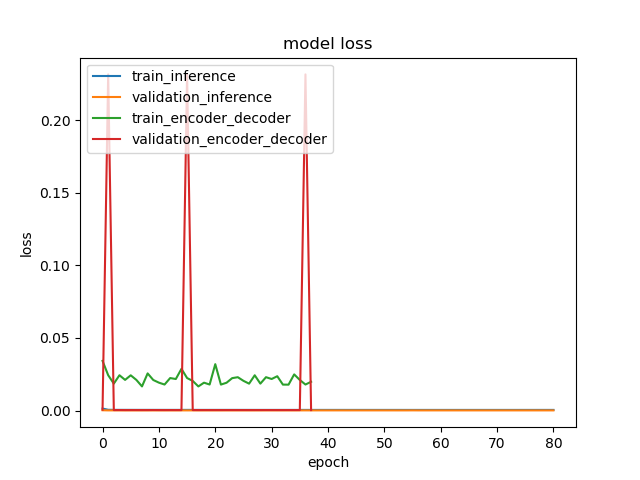 model loss
train_inference
validation_inference
train_encoder_decoder
validation_encoder_decoder
0.20
0.15
0.10
0.05
0.00
loss
0 10 20 30 40 50 60 70 80
epoch